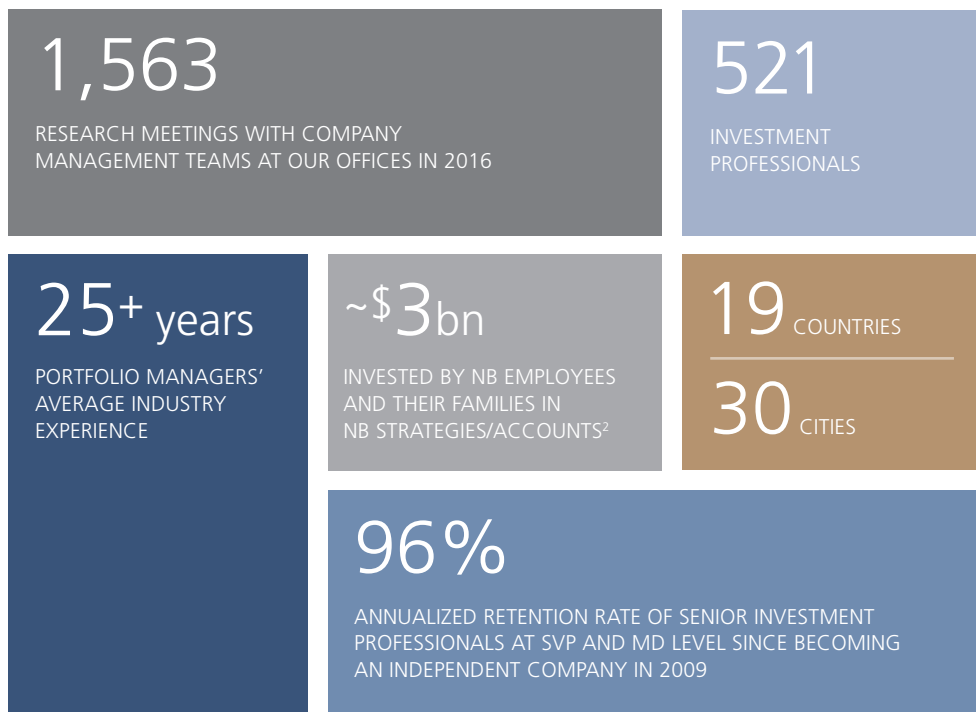 1,563
RESEARCH MEETINGS WITH COMPANY
MANAGEMENT TEAMS AT OUR OFFICES IN 2016
521
INVESTMENT
PROFESSIONALS
25+ years
PORTFOLIO MANAGERS’
AVERAGE INDUSTRY
EXPERIENCE
~$3bn
INVESTED BY NB EMPLOYEES
AND THEIR FAMILIES IN
NB STRATEGIES/ACCOUNTS²
19 COUNTRIES
30 CITIES
96%
ANNUALIZED RETENTION RATE OF SENIOR INVESTMENT
PROFESSIONALS AT SVP AND MD LEVEL SINCE BECOMING
AN INDEPENDENT COMPANY IN 2009